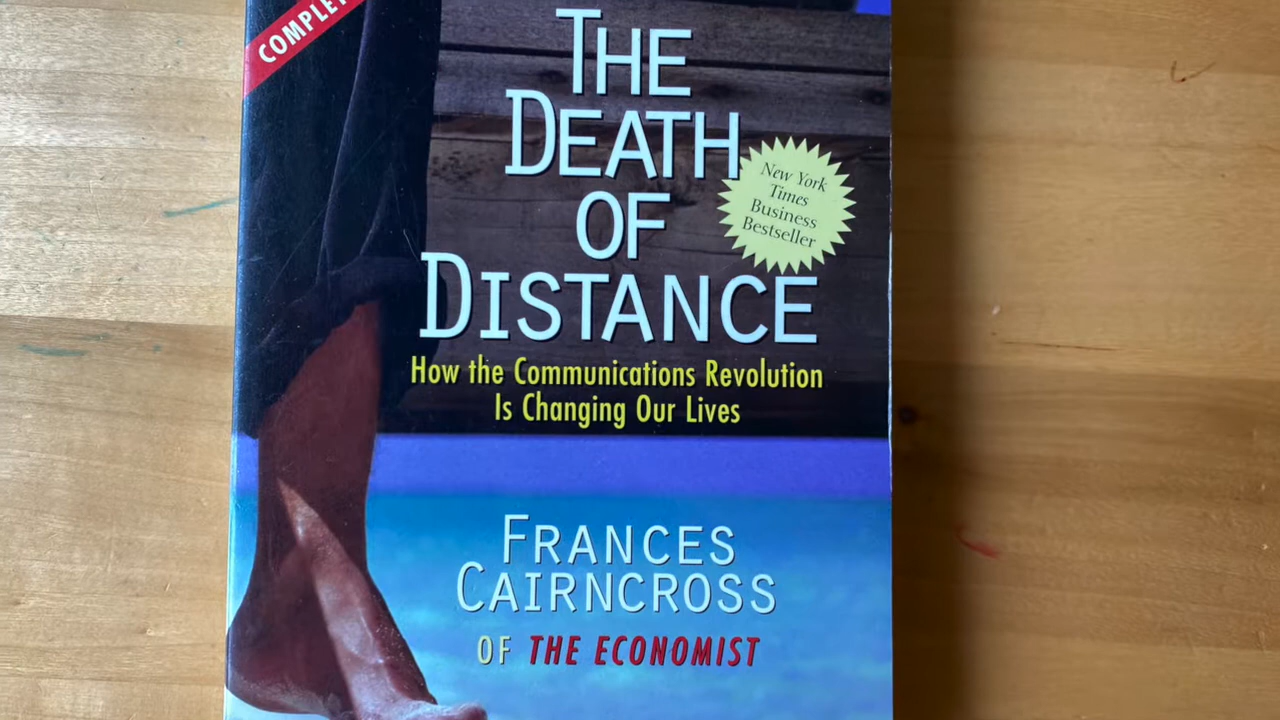 THE
DEATH
OF
DISTANCE
New York
Times
Business
Bestseller
How the Communications Revolution
Is Changing Our Lives
FRANCES
CAIRNCROSS
OF THE ECONOMIST